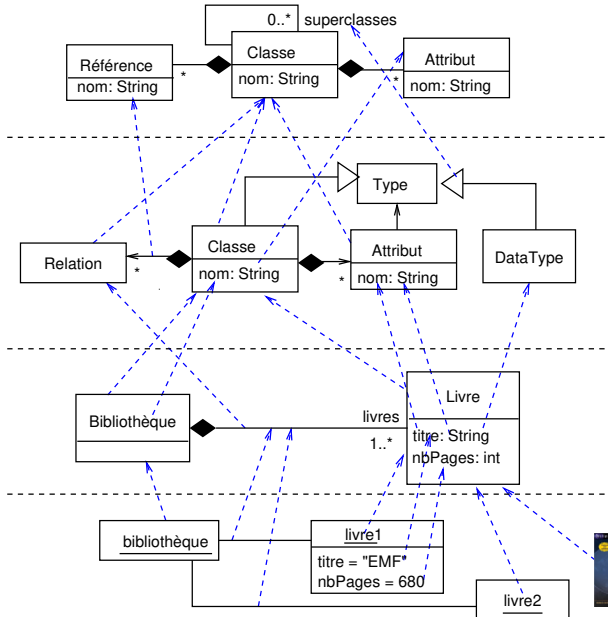 0..* superclasses
Référence
nom: String
*
Classe
nom: String
*
Attribut
nom: String
Type
Relation
*
Classe
nom: String
*
Attribut
nom: String
DataType
Bibliothèque
livres
1..*
Livre
titre: String
nbPages: int
bibliothèque
livre1
titre = "EMF"
nbPages = 680
livre2